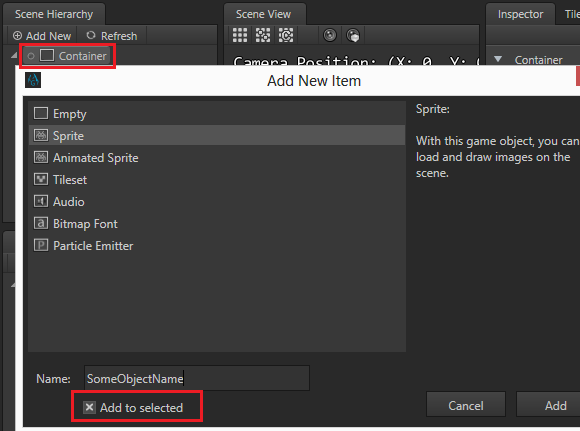 Scene Hierarchy
Scene View
Inspector
Add New
Refresh
Container
Camera Position: (X: 0 Y:
Container
Add New Item
Empty
Sprite
Animated Sprite
Tileset
Audio
Bitmap Font
Particle Emitter
Sprite:
With this game object, you can
load and draw images on the
scene.
Name:
SomeObjectName
Add to selected
Cancel
Add